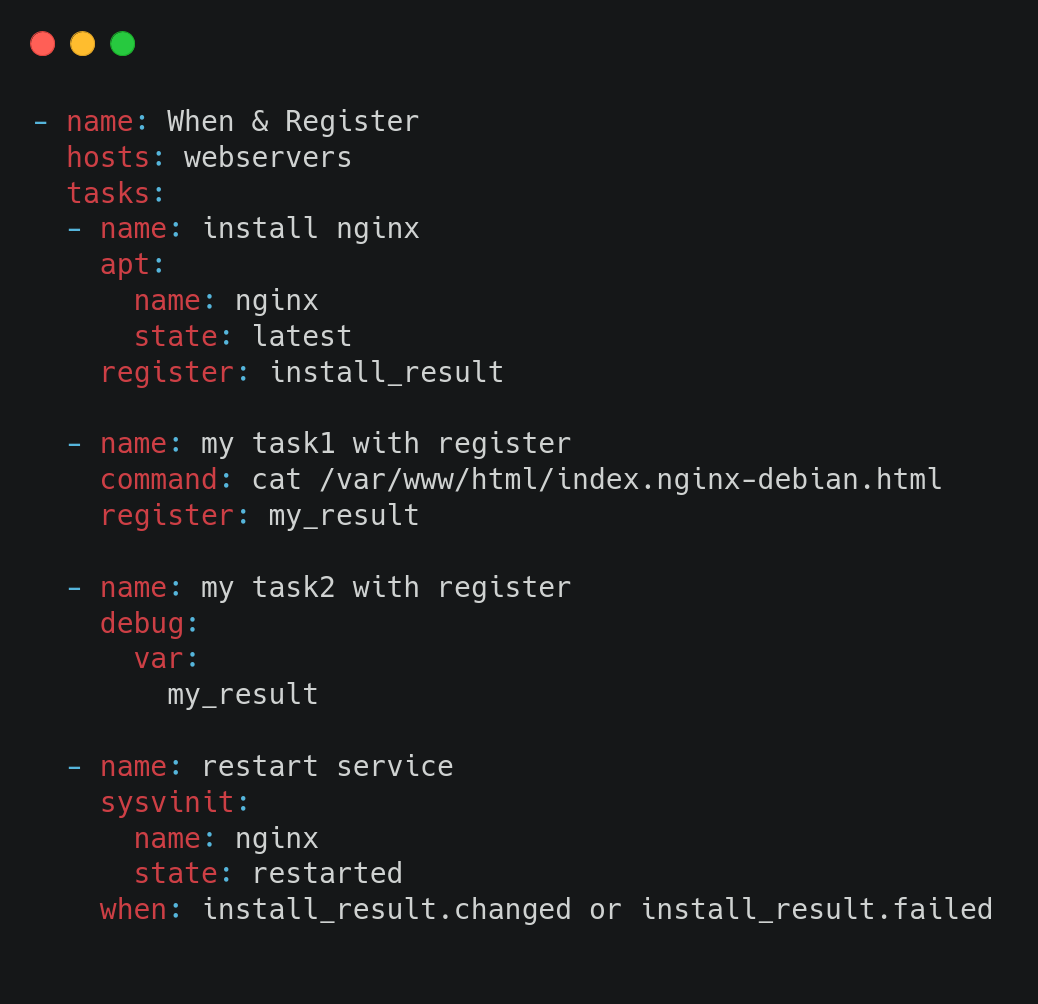 - name: When & Register
  hosts: webservers
  tasks:
  - name: install nginx
    apt:
      name: nginx
      state: latest
    register: install_result

  - name: my task1 with register
    command: cat /var/www/html/index.nginx-debian.html
    register: my_result

  - name: my task2 with register
    debug:
      var:
        my_result

  - name: restart service
    sysvinit:
      name: nginx
      state: restarted
    when: install_result.changed or install_result.failed